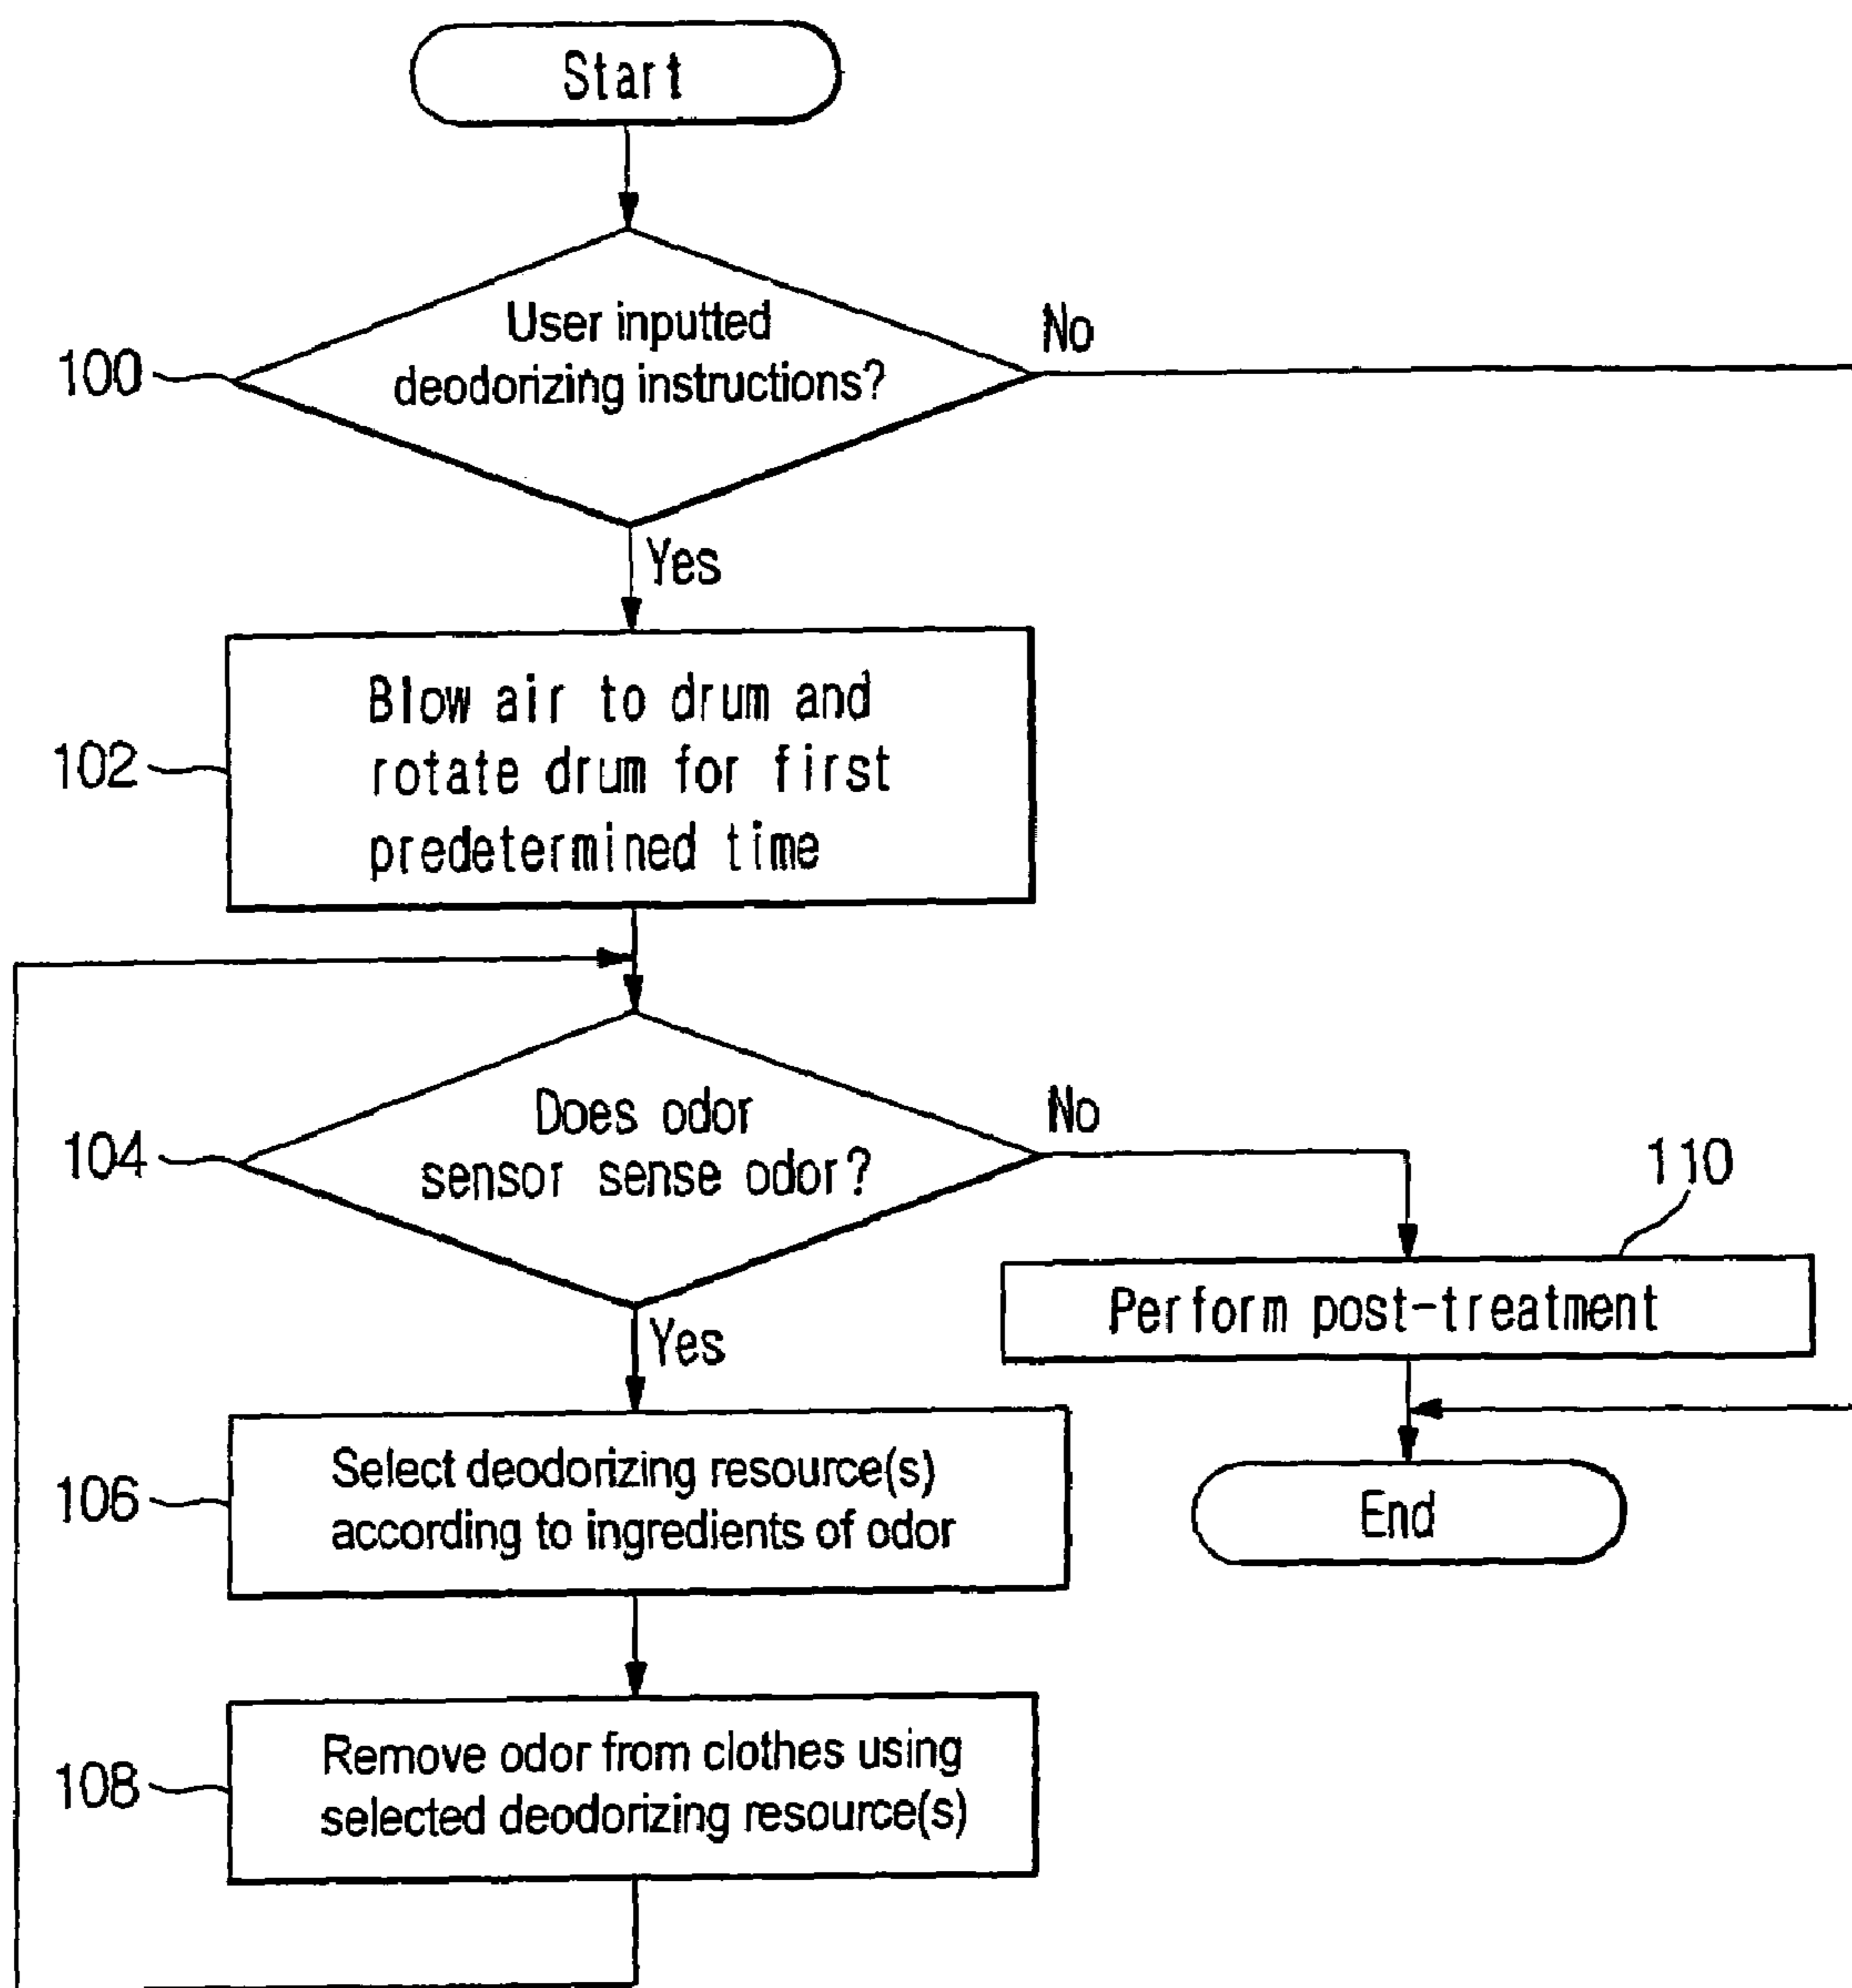 Start
User inputted
deodorizing instructions?
No
100
Yes
Blow air to drum and
rotate drum for first
predetermined time
102
Does odor
sensor sense odor?
No
104
110
Perform post-treatment
Yes
Select deodorizing resource(s)
according to ingredients of odor
106
End
Remove odor from clothes using
selected deodorizing resource(s)
108